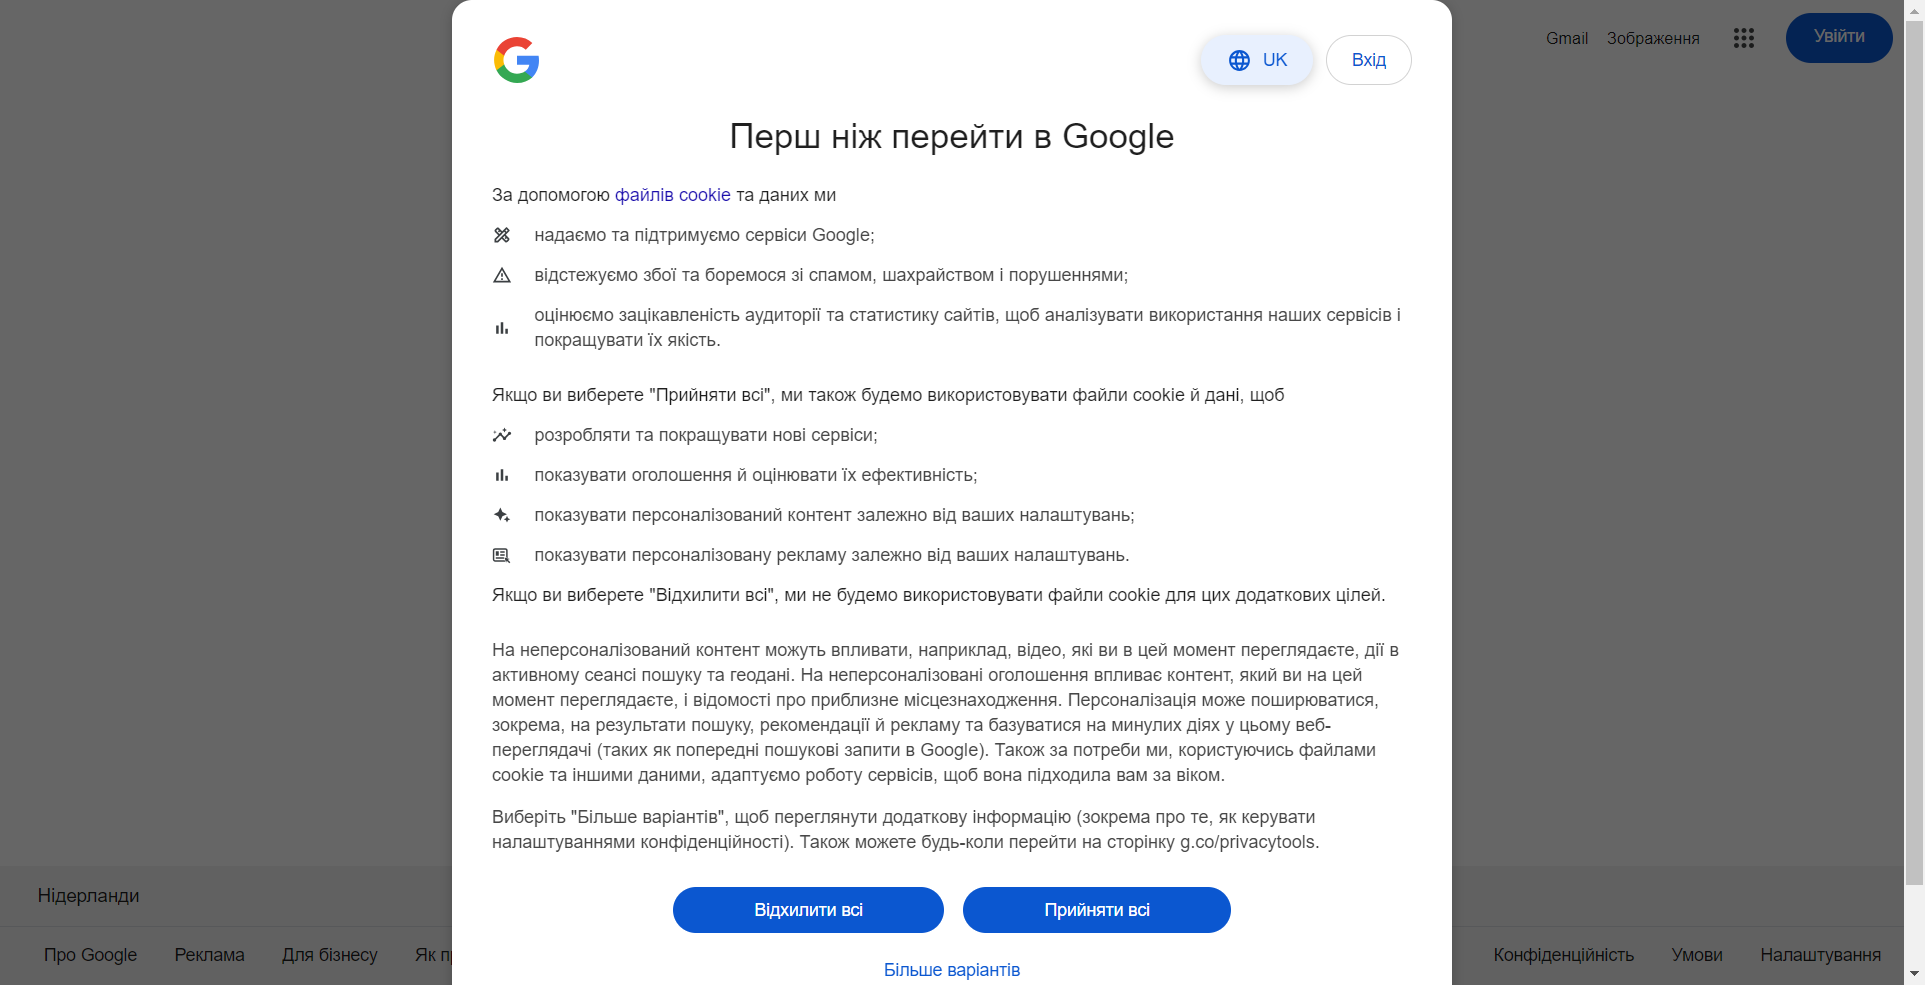 Gmail Зображення Увійти
UK Вхід
Перш ніж перейти в Google
За допомогою файлів cookie та даних ми
надаємо та підтримуємо сервіси Google;
відстежуємо збої та боремося зі спамом, шахрайством і порушеннями;
оцінюємо зацікавленість аудиторії та статистику сайтів, щоб аналізувати використання наших сервісів і
покращувати їх якість.
Якщо ви виберете "Прийняти всі", ми також будемо використовувати файли cookie й дані, щоб
розробляти та покращувати нові сервіси;
показувати оголошення й оцінювати їх ефективність;
показувати персоналізований контент залежно від ваших налаштувань;
показувати персоналізовану рекламу залежно від ваших налаштувань.
Якщо ви виберете "Відхилити всі", ми не будемо використовувати файли cookie для цих додаткових цілей.
На неперсоналізований контент можуть впливати, наприклад, відео, які ви в цей момент переглядаєте, дії в
активному сеансі пошуку та геодані. На неперсоналізовані оголошення впливає контент, який ви на цей
момент переглядаєте, і відомості про приблизне місцезнаходження. Персоналізація може поширюватися,
зокрема, на результати пошуку, рекомендації й рекламу та базуватися на минулих діях у цьому веб-
переглядачі (таких як попередні пошукові запити в Google). Також за потреби ми, користуючись файлами
cookie та іншими даними, адаптуємо роботу сервісів, щоб вона підходила вам за віком.
Виберіть "Більше варіантів", щоб переглянути додаткову інформацію (зокрема про те, як керувати
налаштуваннями конфіденційності). Також можете будь-коли перейти на сторінку g.co/privacytools.
Відхилити всі Прийняти всі
Більше варіантів
Нідерланди
Про Google Реклама Для бізнесу Як Конфіденційність Умови Налаштування